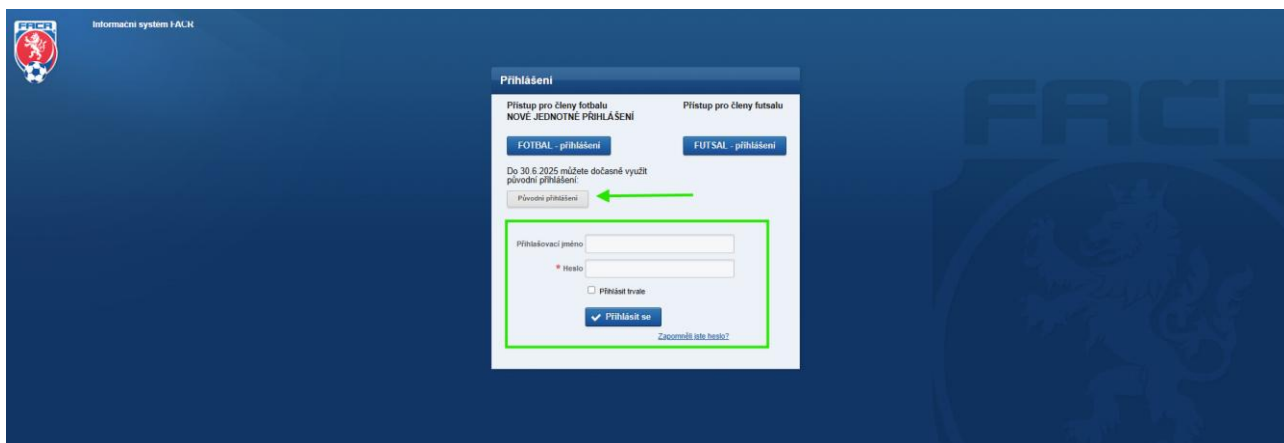 FACR
Informační systém FAČR
FACR
Přihlášení
Přístup pro členy fotbalu
NOVÉ JEDNOTNÉ PŘIHLÁŠENÍ
Přístup pro členy futsalu
FOTBAL - přihlášení
FUTSAL - přihlášení
Do 30.6.2025 můžete dočasně využít
původní přihlášení:
Původní přihlášení
Přihlašovací jméno
* Heslo
Přihlásit trvale
Přihlásit se
Zapomněli jste heslo?